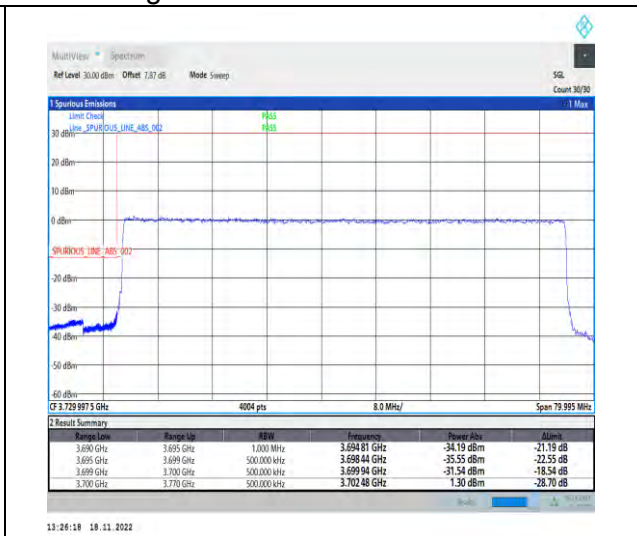 MultiView Spectrum
Ref Level 30.00 dBm Offset 7.87 dB Mode Sweep SGL
Count 30/30
1 Spurious Emissions 1 Max
Limit Check PASS
Line _SPURIOUS_LINE_ABS_002 PASS
30 dBm
20 dBm
10 dBm
0 dBm
_SPURIOUS_LINE_ABS_002
-20 dBm
-30 dBm
-40 dBm
-50 dBm
-60 dBm
CF 3.729 997 5 GHz 4004 pts 8.0 MHz/ Span 79.995 MHz
2 Result Summary
Range Low Range Up RBW Frequency Power Abs ΔLimit
3.690 GHz 3.695 GHz 1.000 MHz 3.694 81 GHz -34.19 dBm -21.19 dB
3.695 GHz 3.699 GHz 500.000 kHz 3.698 44 GHz -35.55 dBm -22.55 dB
3.699 GHz 3.700 GHz 500.000 kHz 3.699 94 GHz -31.54 dBm -18.54 dB
3.700 GHz 3.770 GHz 500.000 kHz 3.702 48 GHz 1.30 dBm -28.70 dB
Ready
13:26:18 18.11.2022